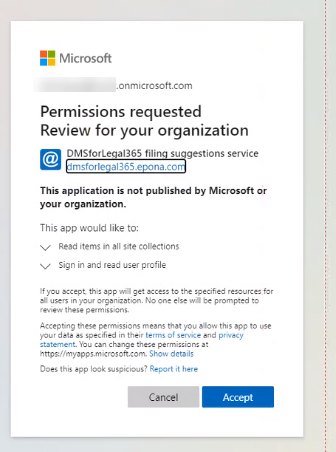 Microsoft
.onmicrosoft.com
Permissions requested
Review for your organization
DMSforLegal365 filing suggestions service
dmsforlegal365.epona.com
This application is not published by Microsoft or
your organization.
This app would like to:
Read items in all site collections
Sign in and read user profile
If you accept, this app will get access to the specified resources for
all users in your organization. No one else will be prompted to
review these permissions.
Accepting these permissions means that you allow this app to use
your data as specified in their terms of service and privacy
statement. You can change these permissions at
https://myapps.microsoft.com. Show details
Does this app look suspicious? Report it here
Cancel Accept